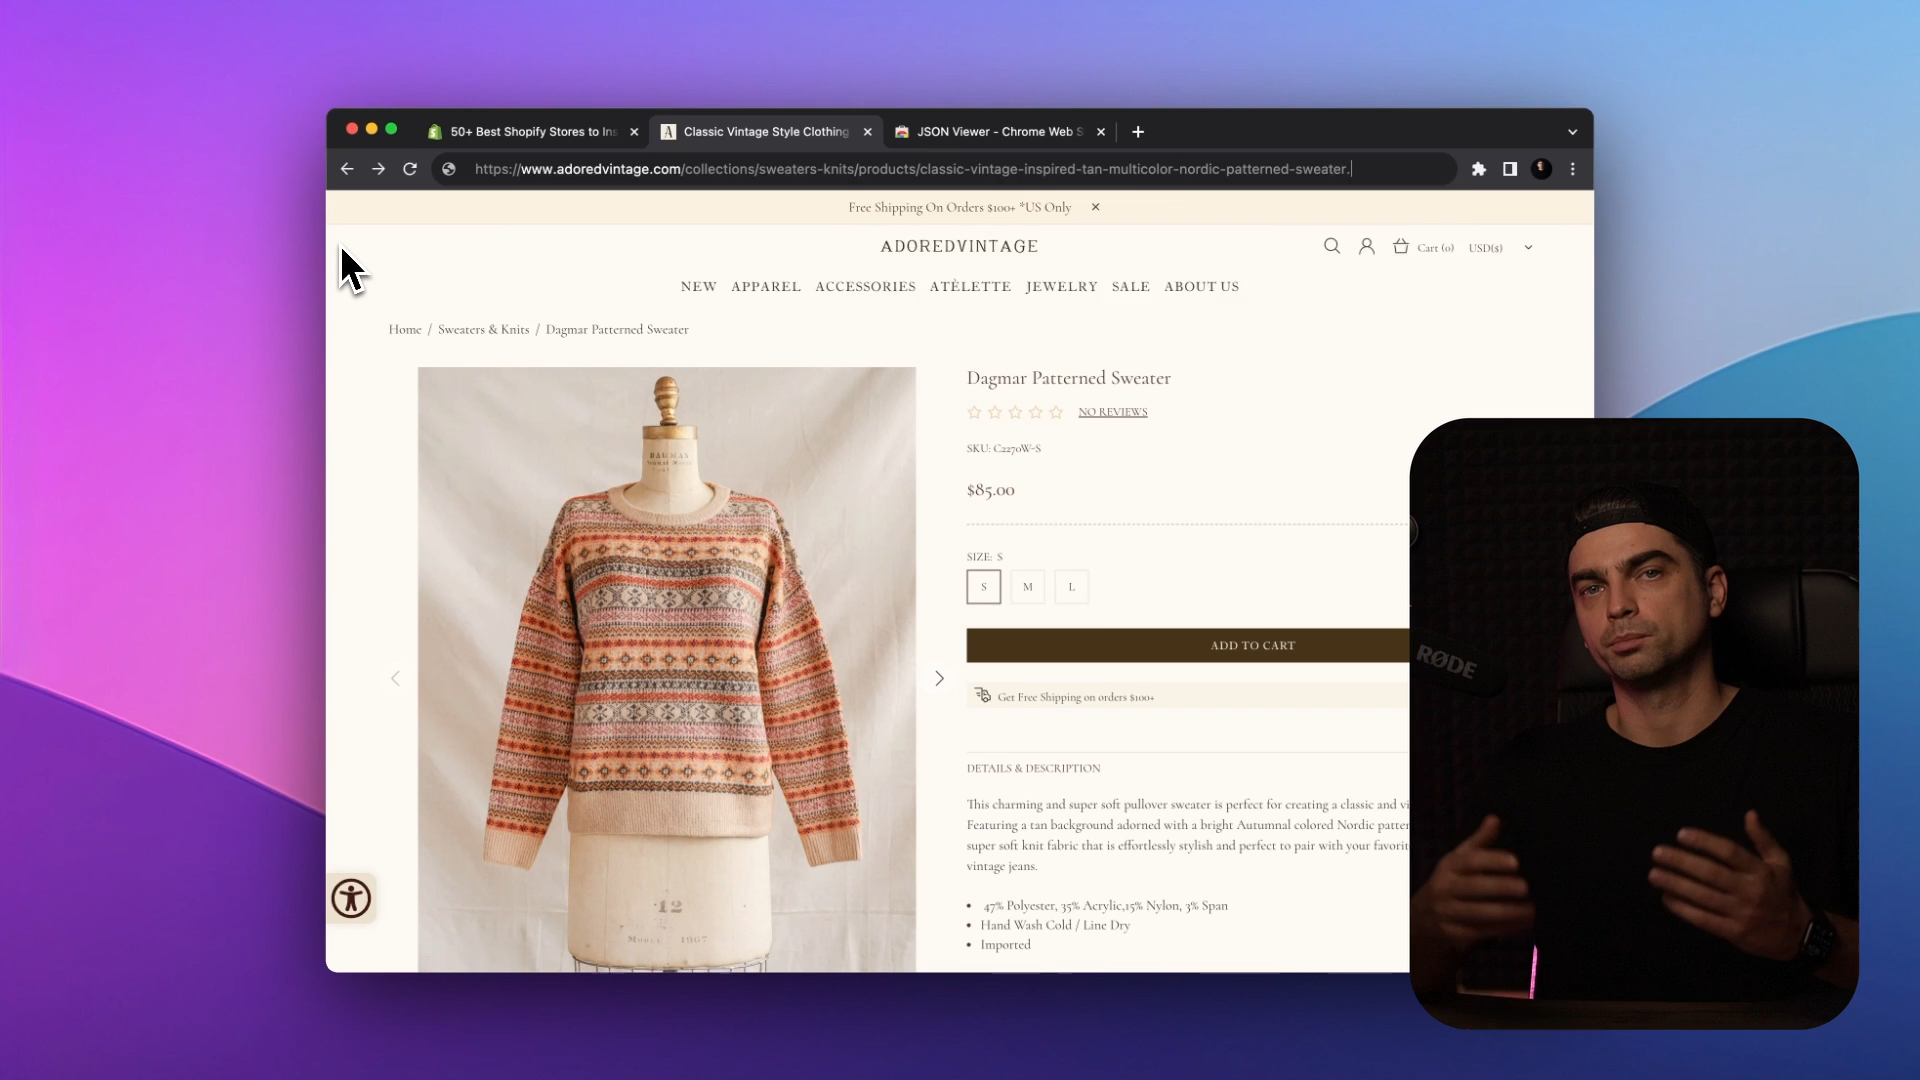 50+ Best Shopify Stores to Ins
Classic Vintage Style Clothing
JSON Viewer - Chrome Web S
https://www.adoredvintage.com/collections/sweaters-knits/products/classic-vintage-inspired-tan-multicolor-nordic-patterned-sweater.
Free Shipping On Orders $100+ *US Only
ADOREDVINTAGE
Cart (0) USD($)
NEW APPAREL ACCESSORIES ATÈLETTE JEWELRY SALE ABOUT US
Home / Sweaters & Knits / Dagmar Patterned Sweater
Dagmar Patterned Sweater
NO REVIEWS
SKU: C2270W-S
$85.00
SIZE: S
S M L
ADD TO CART
Get Free Shipping on orders $100+
DETAILS & DESCRIPTION
This charming and super soft pullover sweater is perfect for creating a classic and vi
Featuring a tan background adorned with a bright Autumnal colored Nordic patter
super soft knit fabric that is effortlessly stylish and perfect to pair with your favorit
vintage jeans.
47% Polyester, 35% Acrylic,15% Nylon, 3% Span
Hand Wash Cold / Line Dry
Imported
12
Model 1967
RØDE